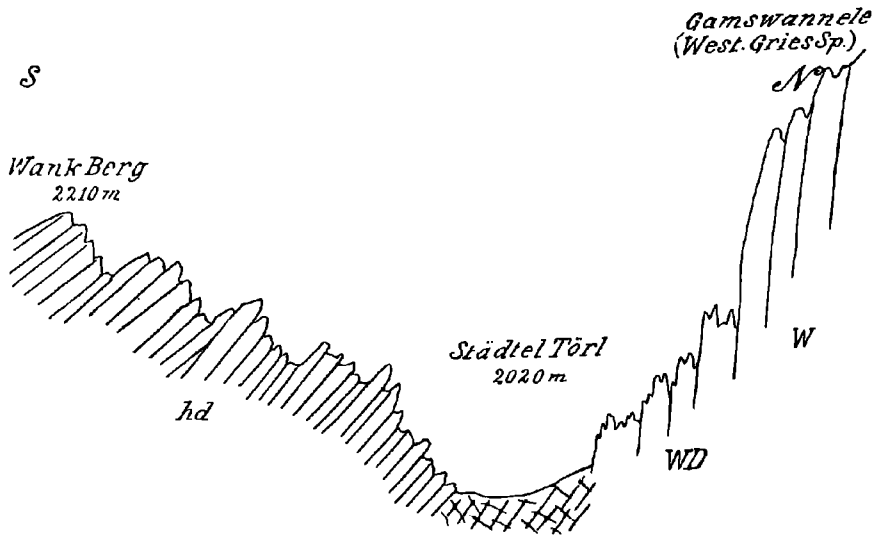 Gamswannele
(West. Gries Sp.)
S
N
Wank Berg
2210 m
Städtel Törl
2020 m
W
hd
WD